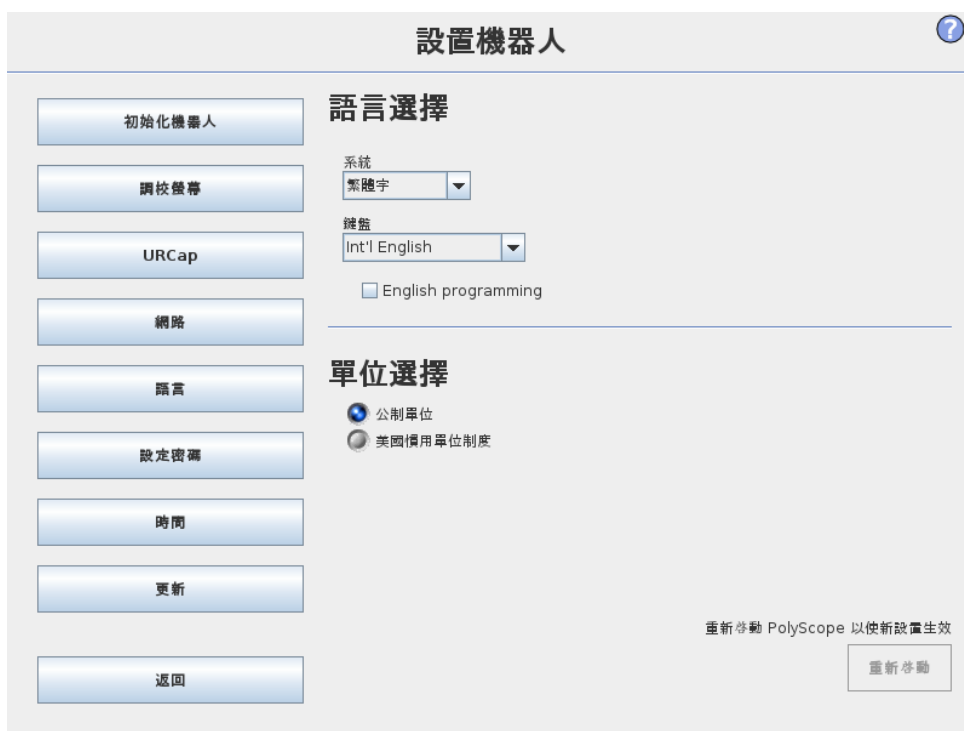 設置機器人
?
初始化機器人
調校螢幕
URCap
網路
語言
設定密碼
時間
更新
返回
語言選擇
系統
繁體字
鍵盤
Int'l English
English programming
單位選擇
公制單位
美國慣用單位制度
重新啓動 PolyScope 以使新設置生效
重新啓動